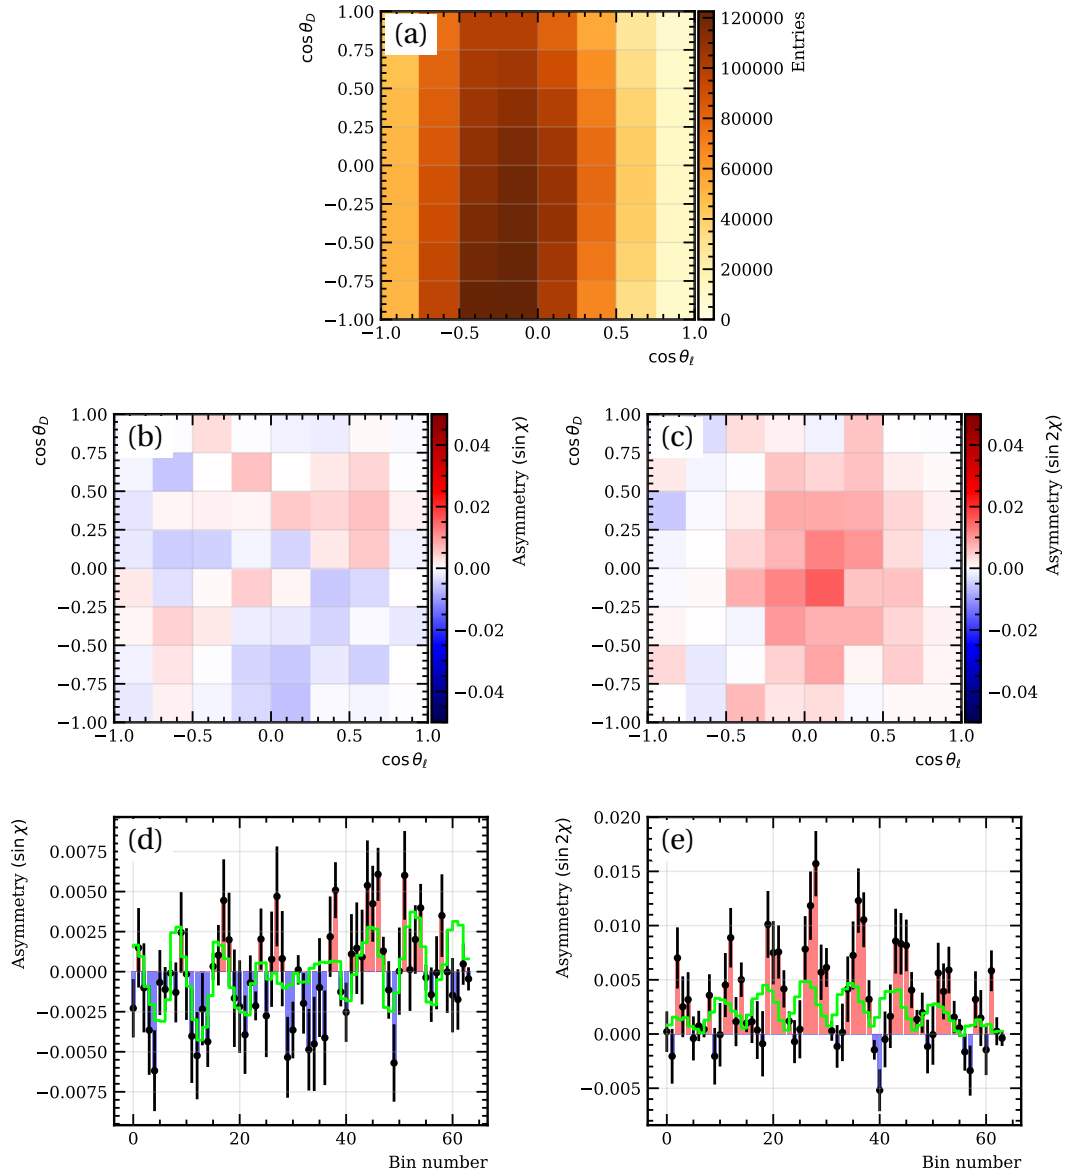 (a)
cos θ_D
1.00
0.75
0.50
0.25
0.00
−0.25
−0.50
−0.75
−1.00
−1.0 −0.5 0.0 0.5 1.0
cos θ_ℓ
Entries
120000
100000
80000
60000
40000
20000
0
(b)
cos θ_D
1.00
0.75
0.50
0.25
0.00
−0.25
−0.50
−0.75
−1.00
−1.0 −0.5 0.0 0.5 1.0
cos θ_ℓ
Asymmetry (sin χ)
0.04
0.02
0.00
−0.02
−0.04
(c)
cos θ_D
1.00
0.75
0.50
0.25
0.00
−0.25
−0.50
−0.75
−1.00
−1.0 −0.5 0.0 0.5 1.0
cos θ_ℓ
Asymmetry (sin 2χ)
0.04
0.02
0.00
−0.02
−0.04
(d)
Asymmetry (sin χ)
0.0075
0.0050
0.0025
0.0000
−0.0025
−0.0050
−0.0075
0 20 40 60
Bin number
(e)
Asymmetry (sin 2χ)
0.020
0.015
0.010
0.005
0.000
−0.005
0 20 40 60
Bin number